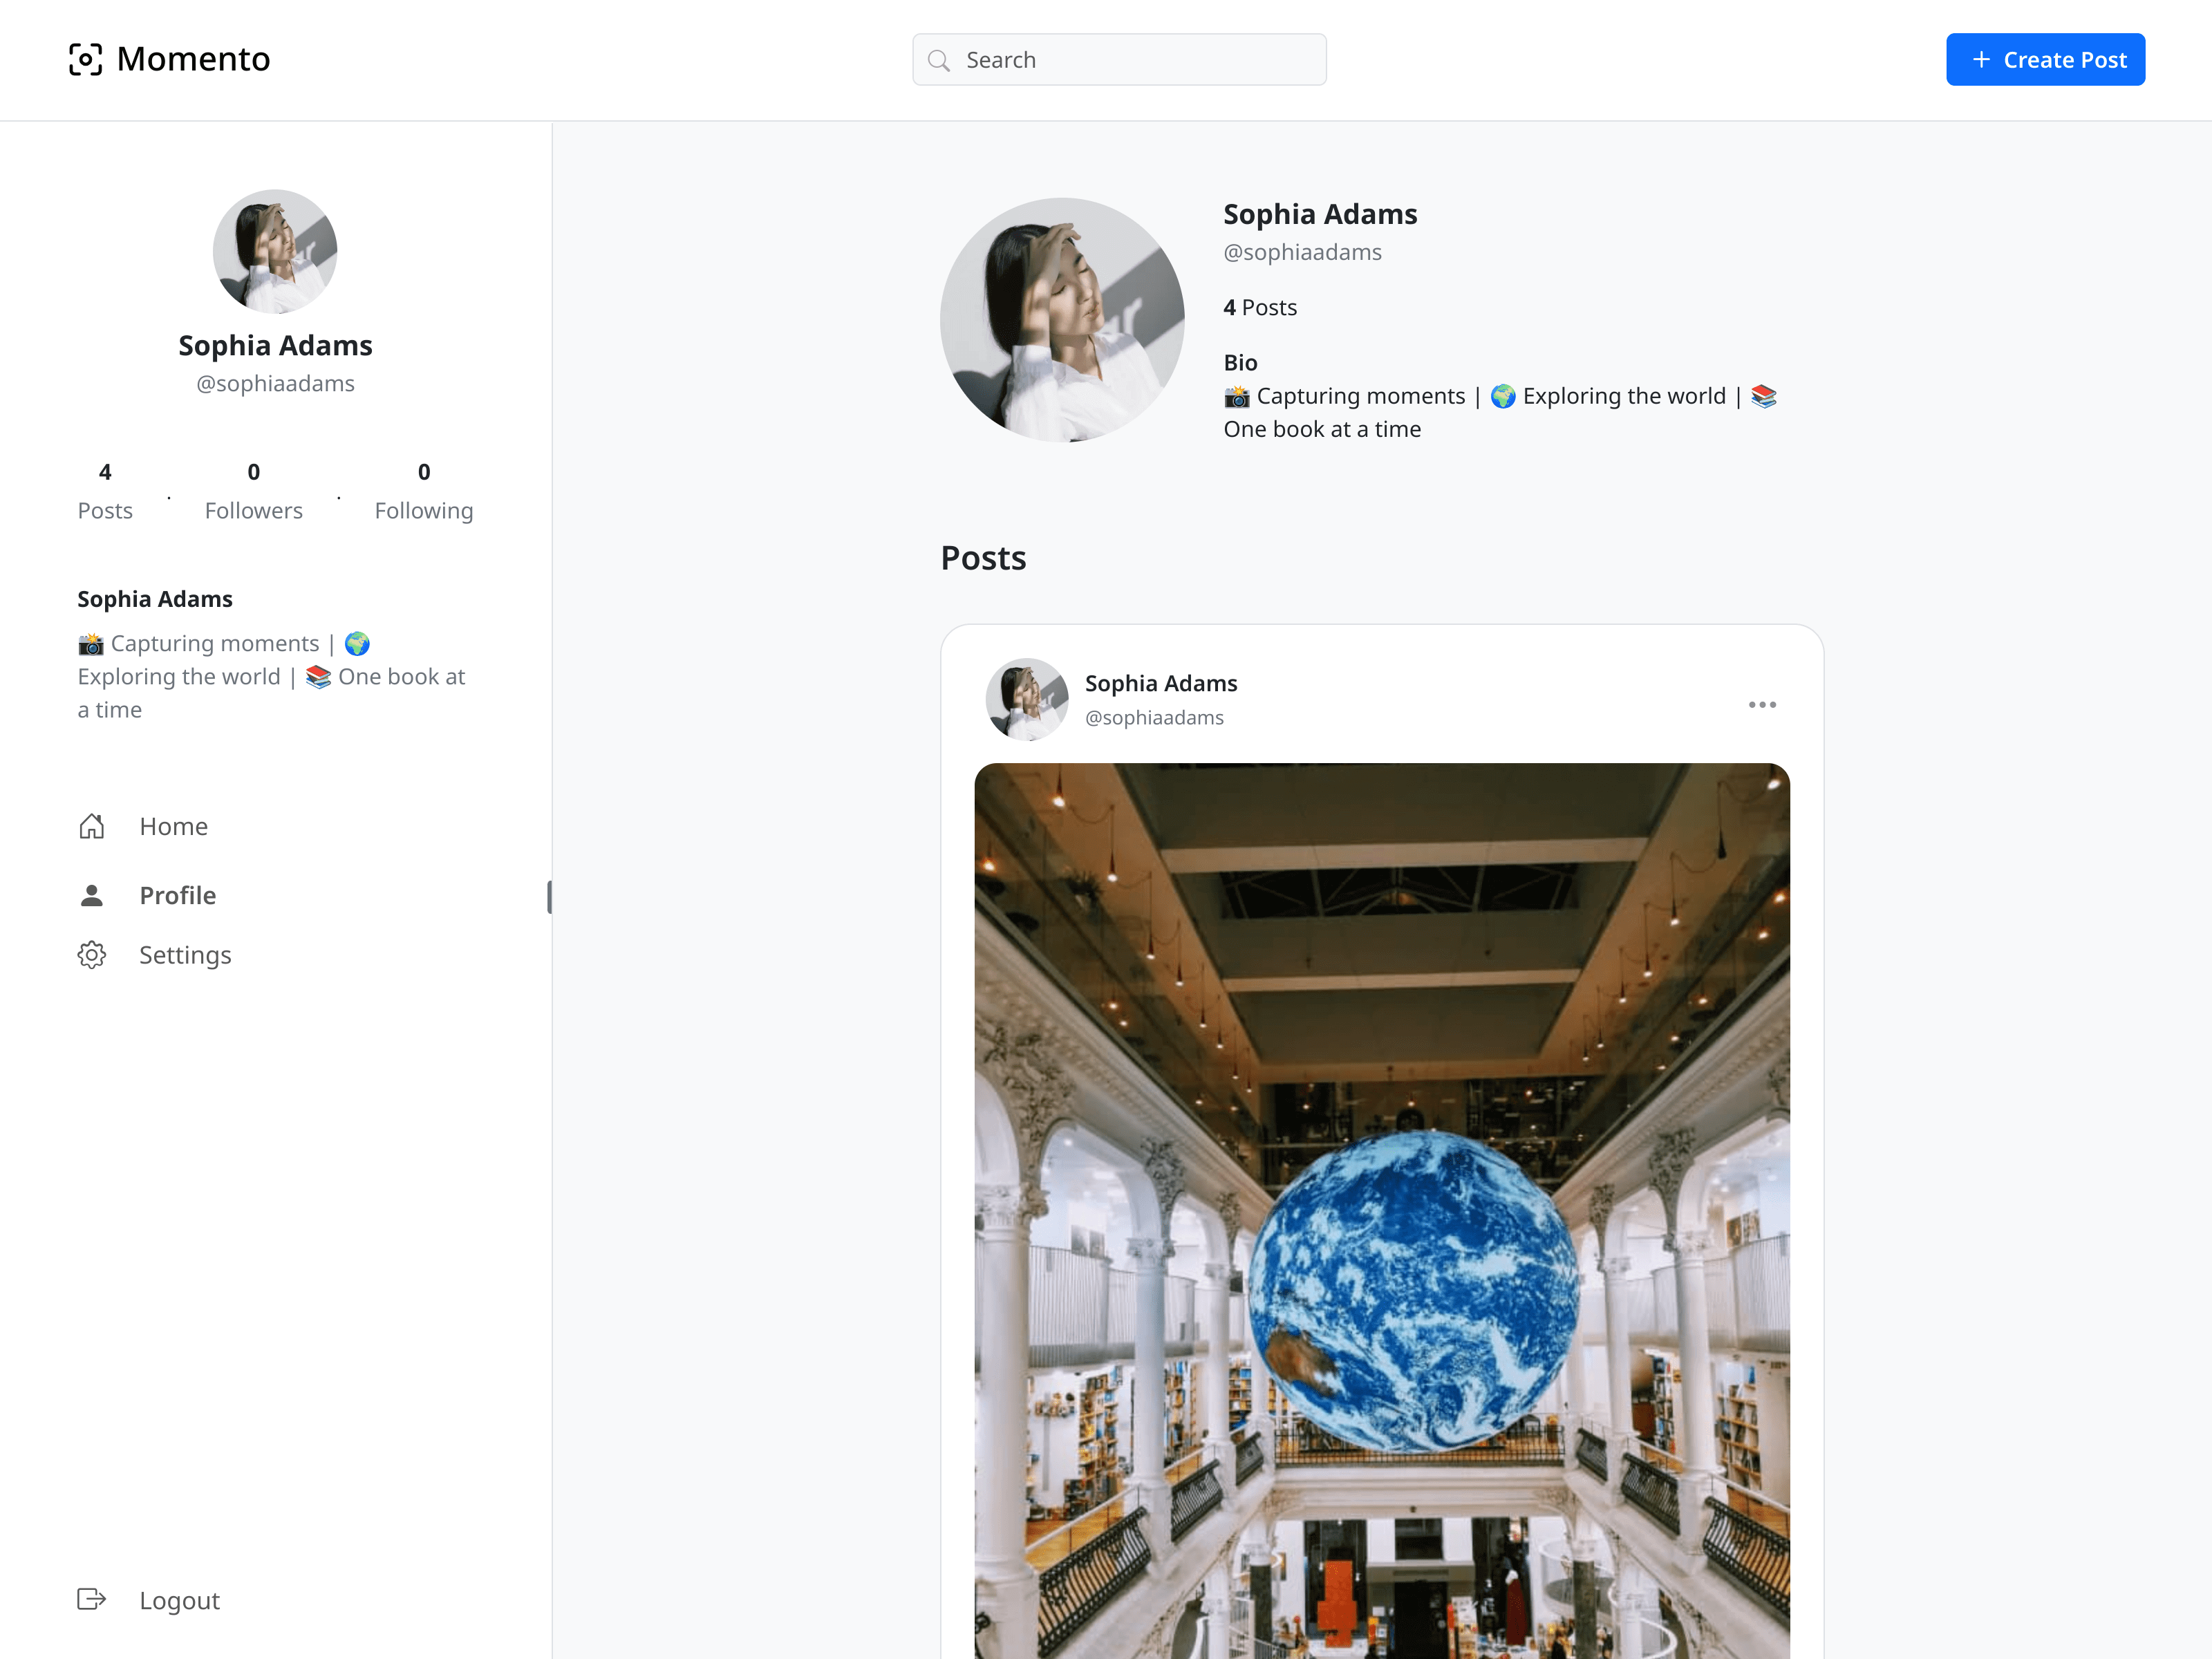 Momento
Search
Create Post
Sophia Adams
@sophiaadams
4
Posts
·
0
Followers
·
0
Following
Sophia Adams
📸 Capturing moments | 🌍
Exploring the world | 📚 One book at
a time
Home
Profile
Settings
Logout
Sophia Adams
@sophiaadams
4 Posts
Bio
📸 Capturing moments | 🌍 Exploring the world | 📚
One book at a time
Posts
Sophia Adams
@sophiaadams